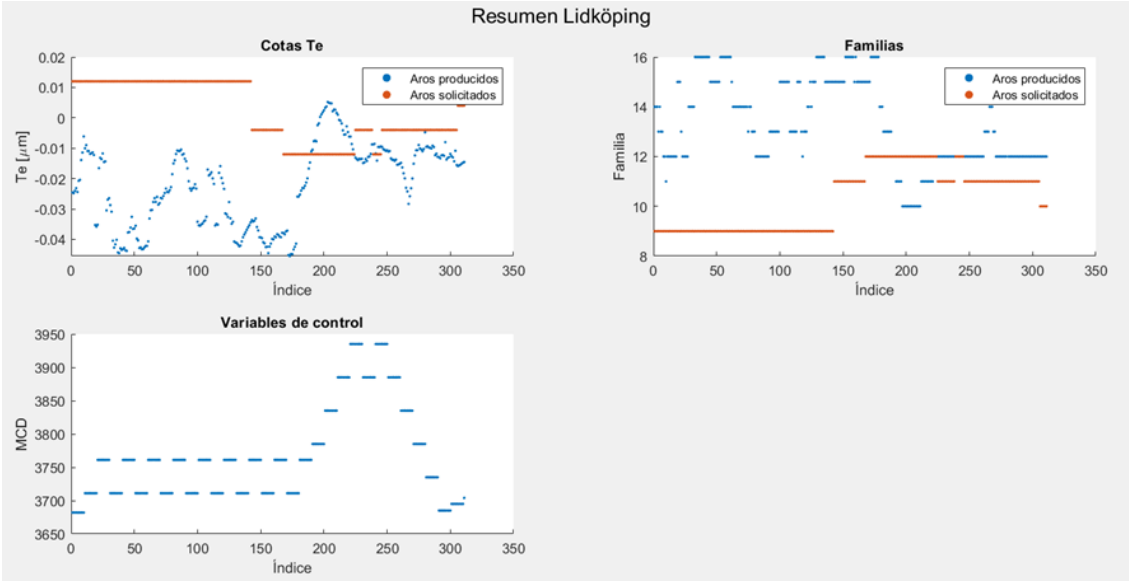 Resumen Lidköping
Cotas Te
0.02
0.01
0
-0.01
-0.02
-0.03
-0.04
Te [μm]
0 50 100 150 200 250 300 350
Índice
Aros producidos
Aros solicitados
Familias
16
14
12
10
8
Familia
0 50 100 150 200 250 300 350
Índice
Aros producidos
Aros solicitados
Variables de control
3950
3900
3850
3800
3750
3700
3650
MCD
0 50 100 150 200 250 300 350
Índice